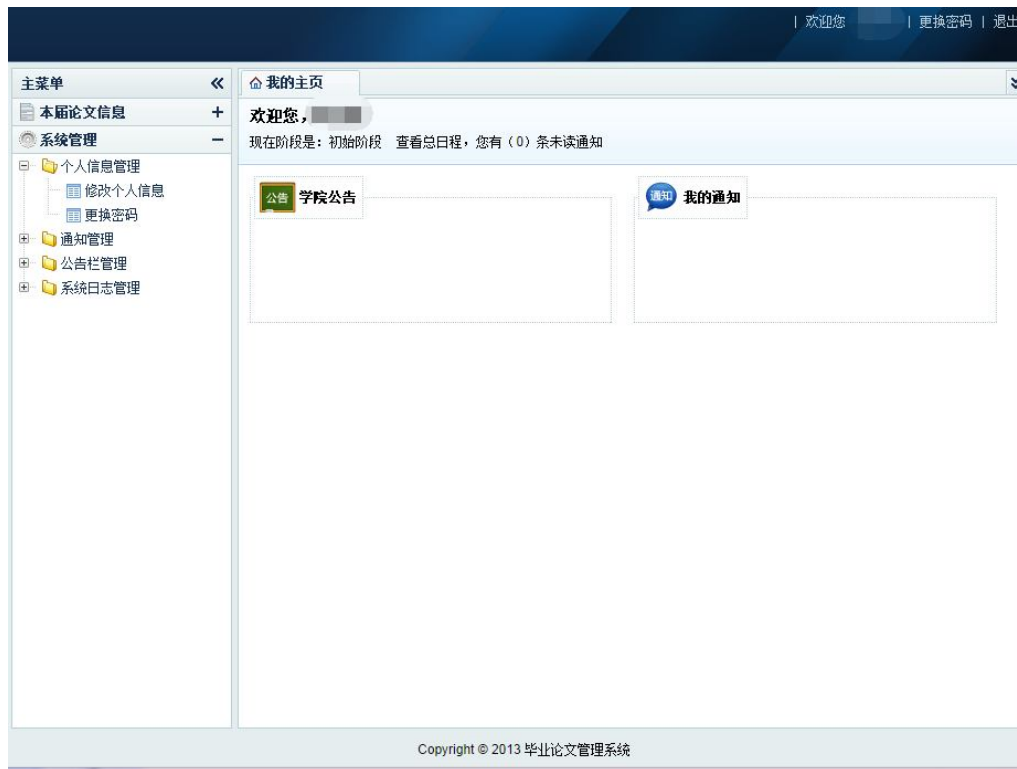 | 欢迎您 | 更换密码 | 退出
主菜单
本届论文信息
系统管理
个人信息管理
修改个人信息
更换密码
通知管理
公告栏管理
系统日志管理
我的主页
欢迎您，
现在阶段是：初始阶段 查看总日程，您有（0）条未读通知
公告 学院公告
通知 我的通知
Copyright © 2013 毕业论文管理系统